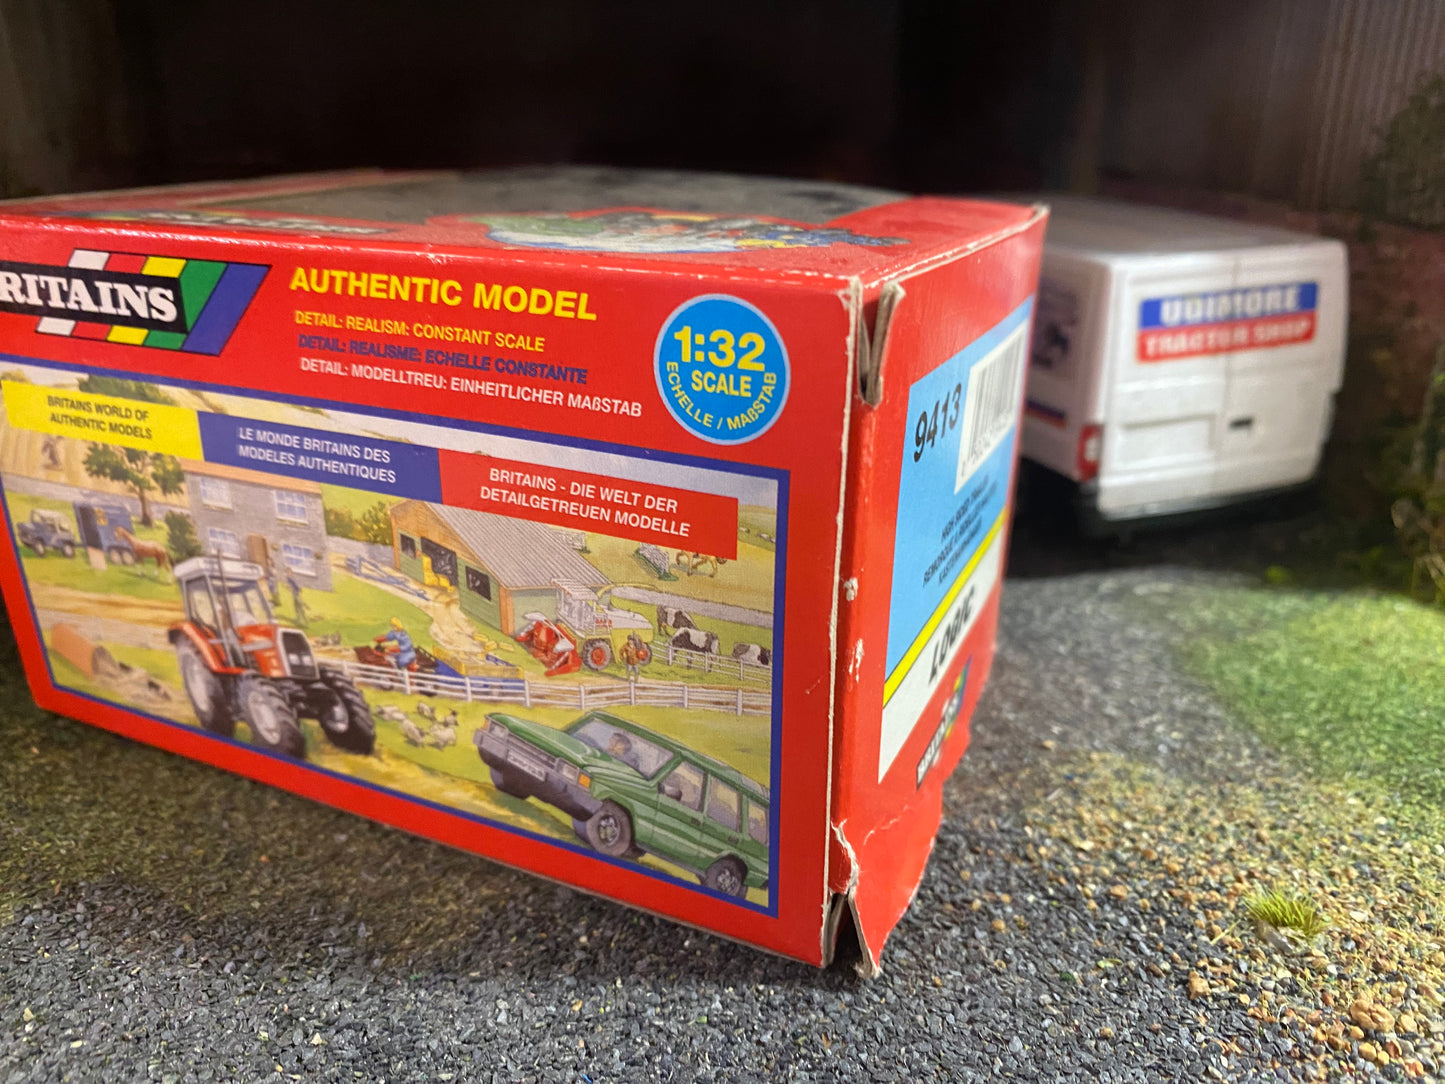 RITAINS
AUTHENTIC MODEL
DETAIL: REALISM: CONSTANT SCALE
DETAIL: REALISME: ECHELLE CONSTANTE
DETAIL: MODELLTREU: EINHEITLICHER MAßSTAB
1:32
SCALE
ECHELLE / MAßSTAB
BRITAINS WORLD OF
AUTHENTIC MODELS
LE MONDE BRITAINS DES
MODELES AUTHENTIQUES
BRITAINS - DIE WELT DER
DETAILGETREUEN MODELLE
9413
LOGIC
UDIMORE
TRACTOR SHOP